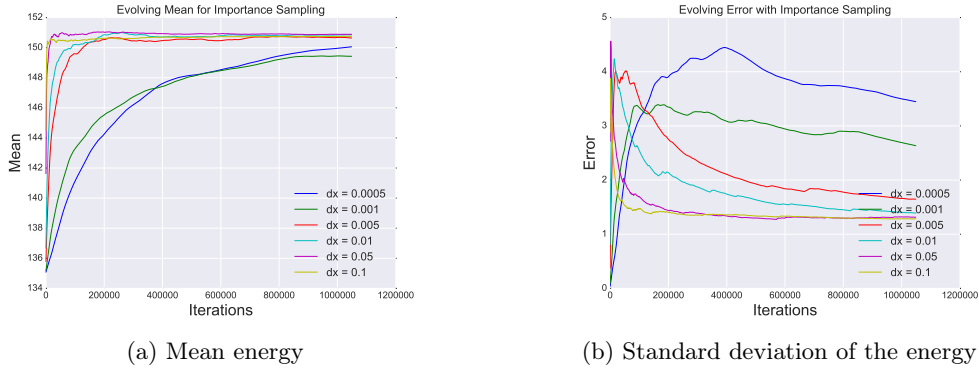 Evolving Mean for Importance Sampling
152
150
148
146
144
142
140
138
136
134
Mean
0 200000 400000 600000 800000 1000000 1200000
Iterations
dx = 0.0005
dx = 0.001
dx = 0.005
dx = 0.01
dx = 0.05
dx = 0.1
(a) Mean energy
Evolving Error with Importance Sampling
5
4
3
2
1
0
Error
0 200000 400000 600000 800000 1000000 1200000
Iterations
dx = 0.0005
dx = 0.001
dx = 0.005
dx = 0.01
dx = 0.05
dx = 0.1
(b) Standard deviation of the energy